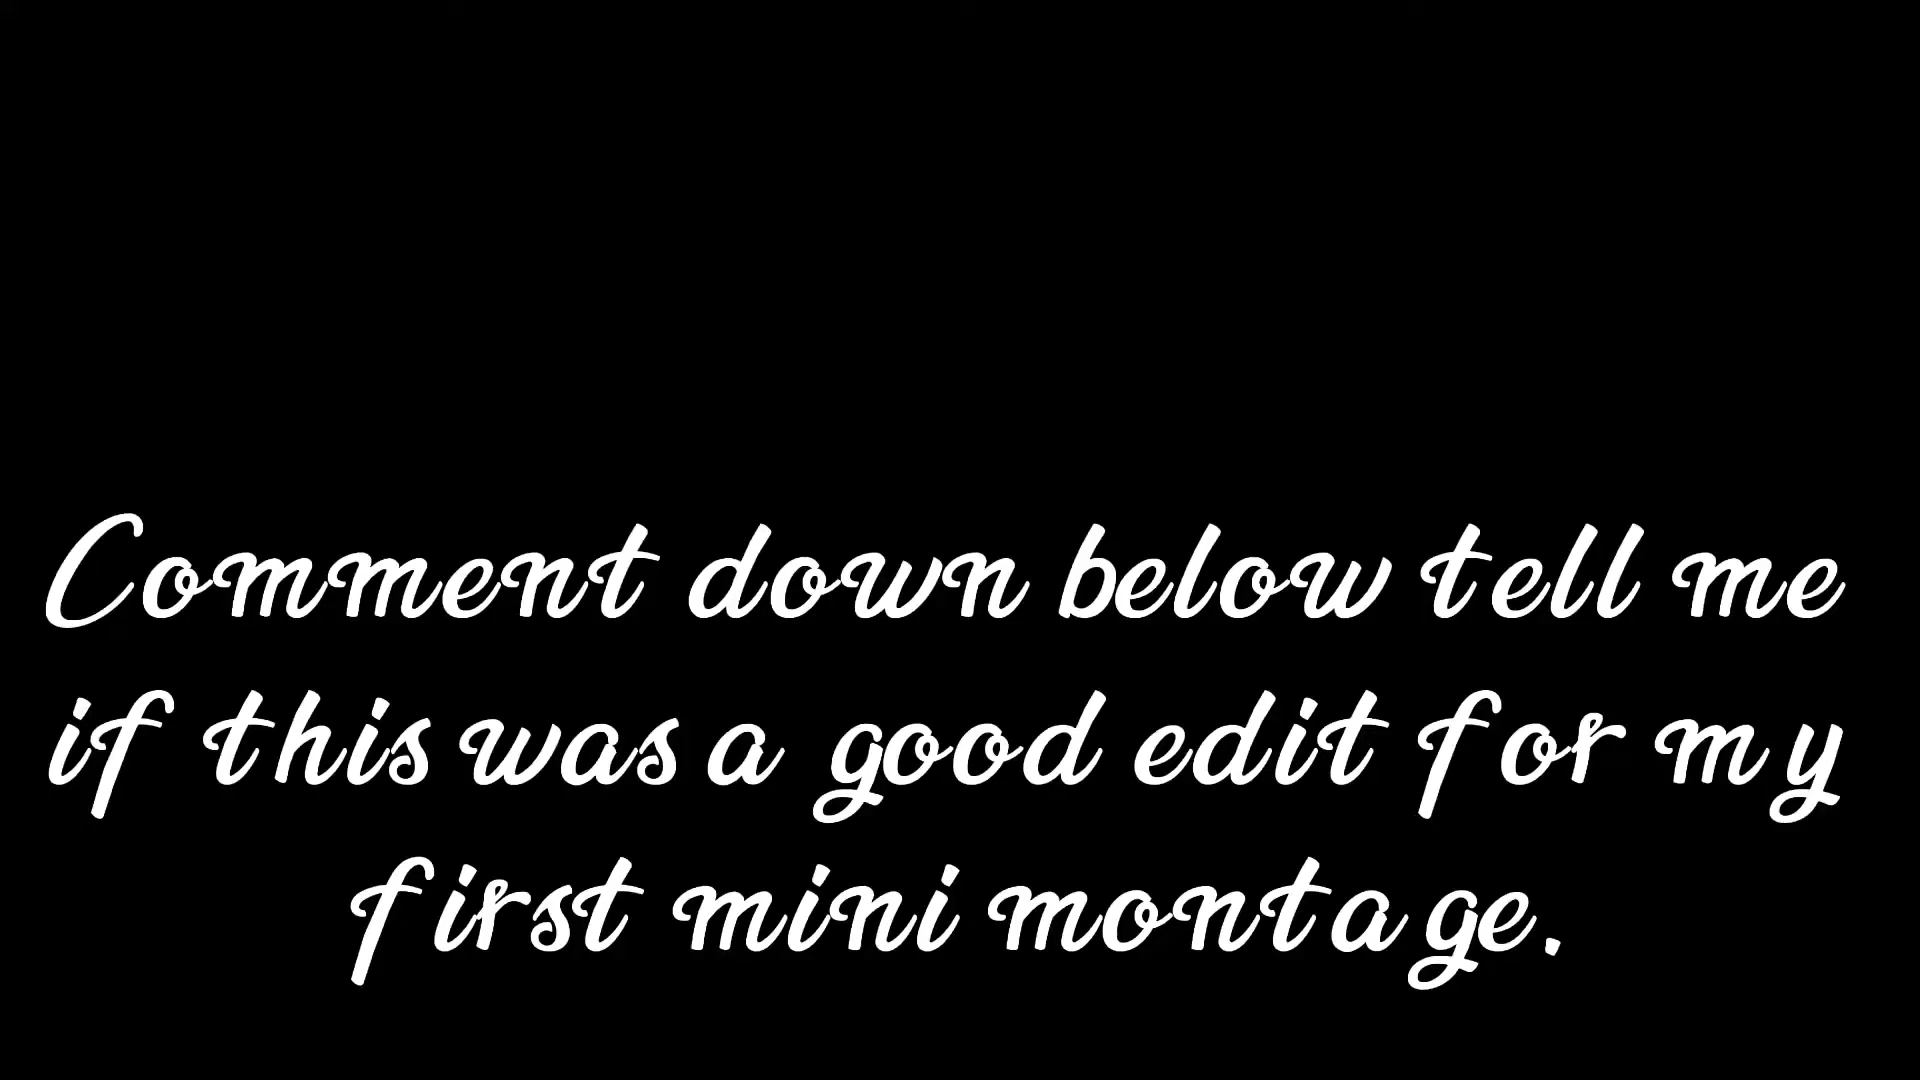 Comment down below tell me
if this was a good edit for my
first mini montage.